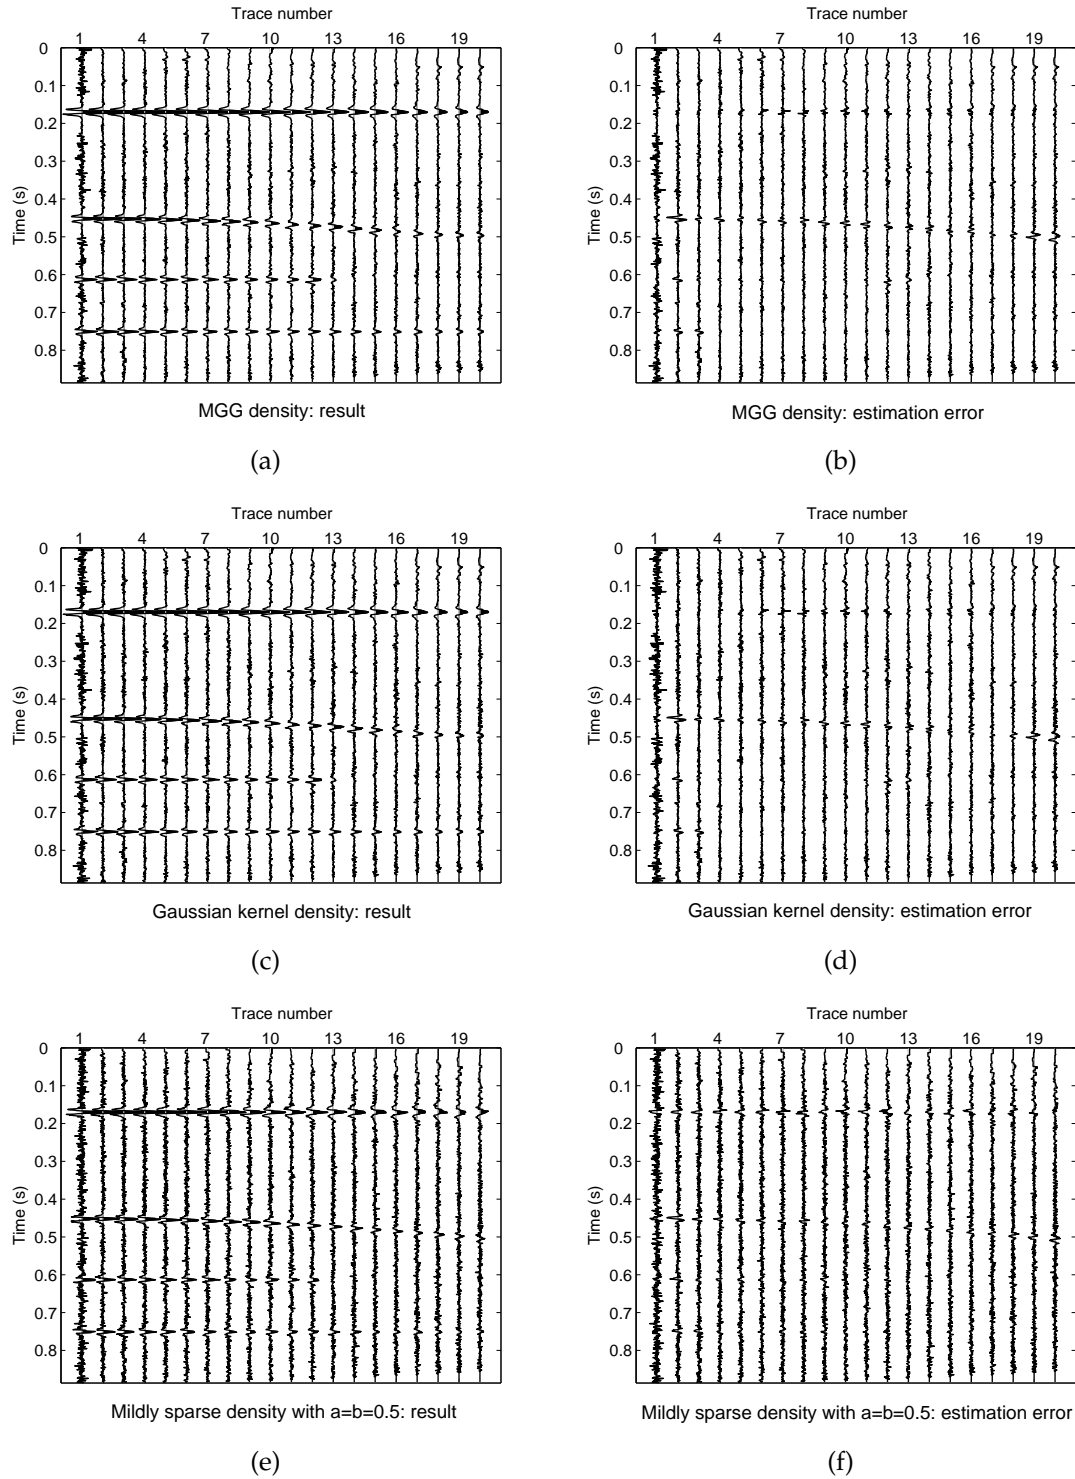 Trace number
1 4 7 10 13 16 19
0
0.1
0.2
0.3
0.4
0.5
0.6
0.7
0.8
Time (s)
MGG density: result
(a)
Trace number
1 4 7 10 13 16 19
0
0.1
0.2
0.3
0.4
0.5
0.6
0.7
0.8
Time (s)
MGG density: estimation error
(b)
Trace number
1 4 7 10 13 16 19
0
0.1
0.2
0.3
0.4
0.5
0.6
0.7
0.8
Time (s)
Gaussian kernel density: result
(c)
Trace number
1 4 7 10 13 16 19
0
0.1
0.2
0.3
0.4
0.5
0.6
0.7
0.8
Time (s)
Gaussian kernel density: estimation error
(d)
Trace number
1 4 7 10 13 16 19
0
0.1
0.2
0.3
0.4
0.5
0.6
0.7
0.8
Time (s)
Mildly sparse density with a=b=0.5: result
(e)
Trace number
1 4 7 10 13 16 19
0
0.1
0.2
0.3
0.4
0.5
0.6
0.7
0.8
Time (s)
Mildly sparse density with a=b=0.5: estimation error
(f)